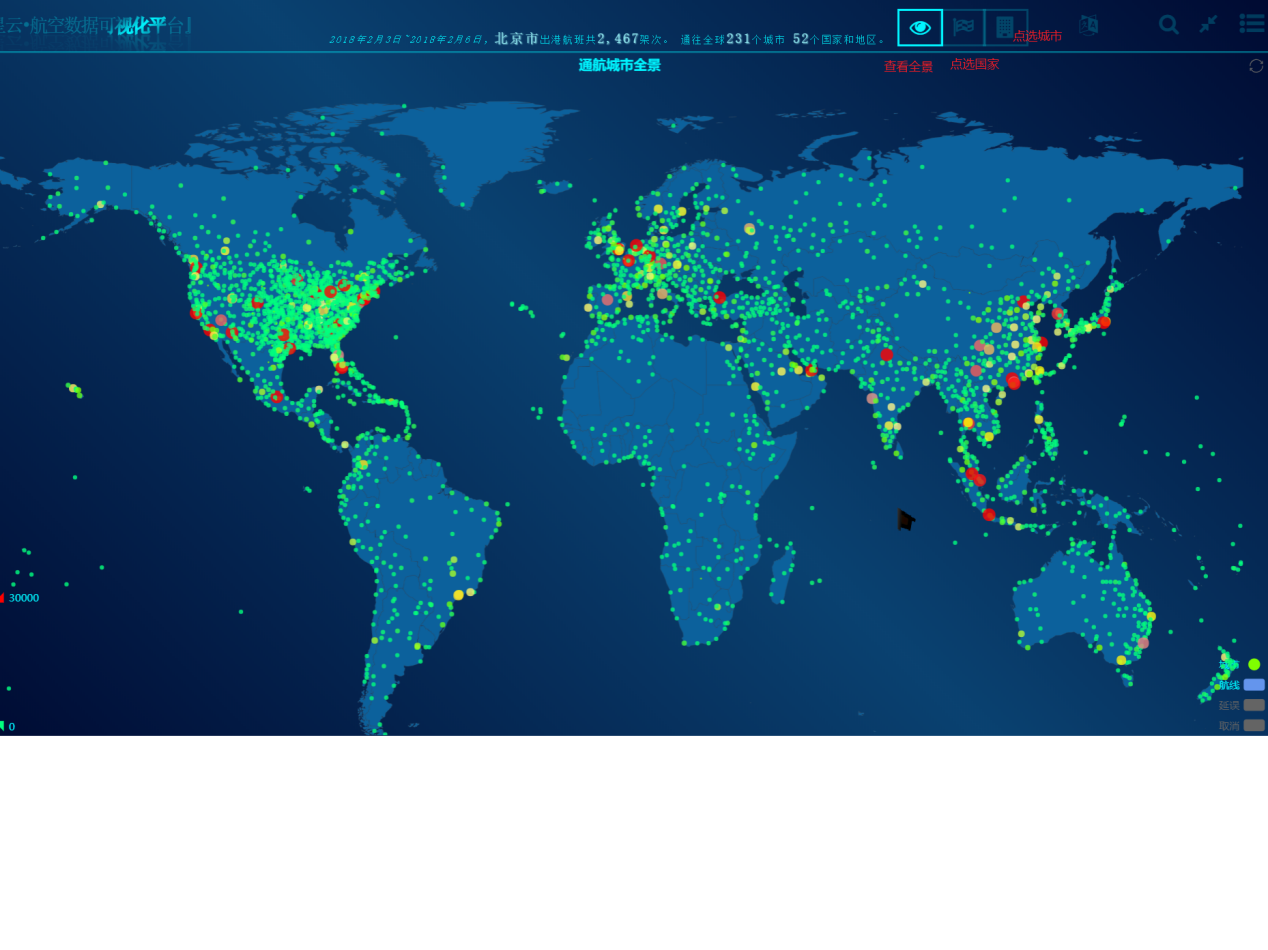 星云•航空数据可视化平台』
2018年2月3日~2018年2月6日，北京市出港航班共2,467架次。 通往全球231个城市 52个国家和地区。
点选城市
通航城市全景
查看全景
点选国家
30000
0
航线
延误
取消